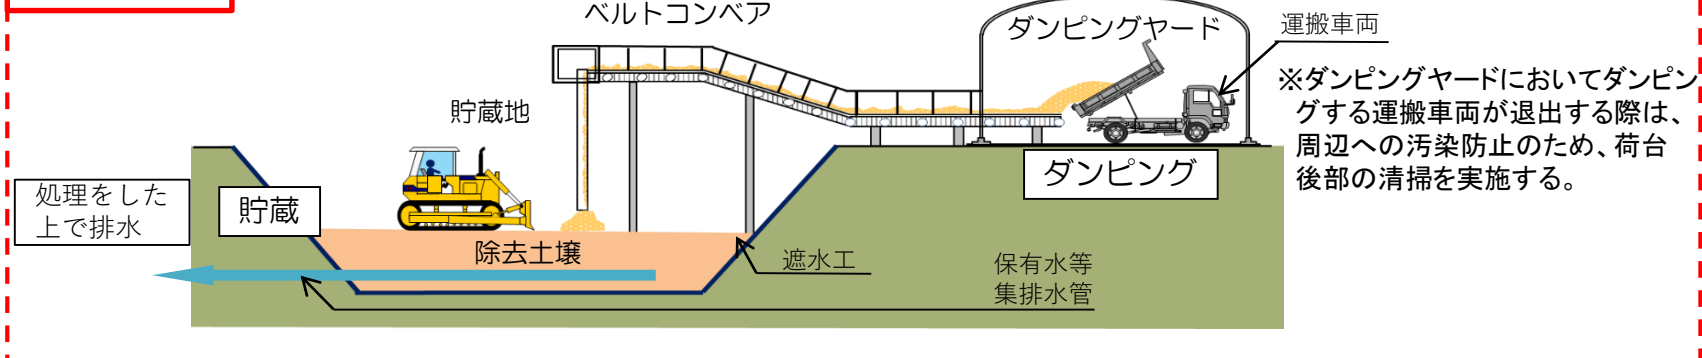 ベルトコンベア
ダンピングヤード
運搬車両
※ダンピングヤードにおいてダンピン
グする運搬車両が退出する際は、
周辺への汚染防止のため、荷台
後部の清掃を実施する。
貯蔵地
ダンピング
処理をした
上で排水
貯蔵
除去土壌
遮水工
保有水等
集排水管